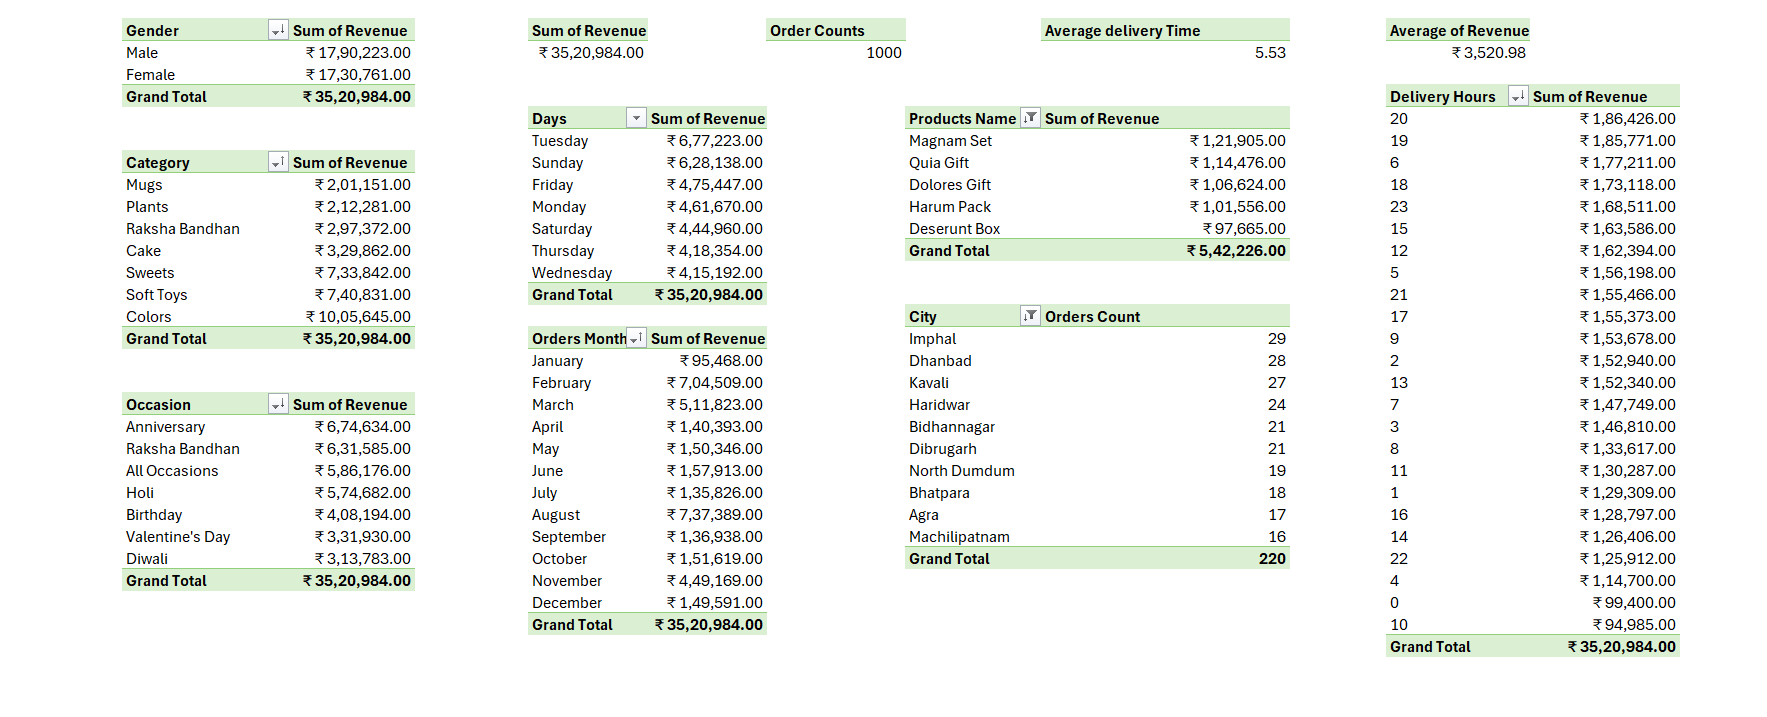 Gender Sum of Revenue
Male ₹ 17,90,223.00
Female ₹ 17,30,761.00
Grand Total ₹ 35,20,984.00
Category Sum of Revenue
Mugs ₹ 2,01,151.00
Plants ₹ 2,12,281.00
Raksha Bandhan ₹ 2,97,372.00
Cake ₹ 3,29,862.00
Sweets ₹ 7,33,842.00
Soft Toys ₹ 7,40,831.00
Colors ₹ 10,05,645.00
Grand Total ₹ 35,20,984.00
Occasion Sum of Revenue
Anniversary ₹ 6,74,634.00
Raksha Bandhan ₹ 6,31,585.00
All Occasions ₹ 5,86,176.00
Holi ₹ 5,74,682.00
Birthday ₹ 4,08,194.00
Valentine's Day ₹ 3,31,930.00
Diwali ₹ 3,13,783.00
Grand Total ₹ 35,20,984.00
Sum of Revenue
₹ 35,20,984.00
Order Counts
1000
Average delivery Time
5.53
Days Sum of Revenue
Tuesday ₹ 6,77,223.00
Sunday ₹ 6,28,138.00
Friday ₹ 4,75,447.00
Monday ₹ 4,61,670.00
Saturday ₹ 4,44,960.00
Thursday ₹ 4,18,354.00
Wednesday ₹ 4,15,192.00
Grand Total ₹ 35,20,984.00
Orders Month Sum of Revenue
January ₹ 95,468.00
February ₹ 7,04,509.00
March ₹ 5,11,823.00
April ₹ 1,40,393.00
May ₹ 1,50,346.00
June ₹ 1,57,913.00
July ₹ 1,35,826.00
August ₹ 7,37,389.00
September ₹ 1,36,938.00
October ₹ 1,51,619.00
November ₹ 4,49,169.00
December ₹ 1,49,591.00
Grand Total ₹ 35,20,984.00
Products Name Sum of Revenue
Magnam Set ₹ 1,21,905.00
Quia Gift ₹ 1,14,476.00
Dolores Gift ₹ 1,06,624.00
Harum Pack ₹ 1,01,556.00
Deserunt Box ₹ 97,665.00
Grand Total ₹ 5,42,226.00
City Orders Count
Imphal 29
Dhanbad 28
Kavali 27
Haridwar 24
Bidhannagar 21
Dibrugarh 21
North Dumdum 19
Bhatpara 18
Agra 17
Machilipatnam 16
Grand Total 220
Average of Revenue
₹ 3,520.98
Delivery Hours Sum of Revenue
20 ₹ 1,86,426.00
19 ₹ 1,85,771.00
6 ₹ 1,77,211.00
18 ₹ 1,73,118.00
23 ₹ 1,68,511.00
15 ₹ 1,63,586.00
12 ₹ 1,62,394.00
5 ₹ 1,56,198.00
21 ₹ 1,55,466.00
17 ₹ 1,55,373.00
9 ₹ 1,53,678.00
2 ₹ 1,52,940.00
13 ₹ 1,52,340.00
7 ₹ 1,47,749.00
3 ₹ 1,46,810.00
8 ₹ 1,33,617.00
11 ₹ 1,30,287.00
1 ₹ 1,29,309.00
16 ₹ 1,28,797.00
14 ₹ 1,26,406.00
22 ₹ 1,25,912.00
4 ₹ 1,14,700.00
0 ₹ 99,400.00
10 ₹ 94,985.00
Grand Total ₹ 35,20,984.00